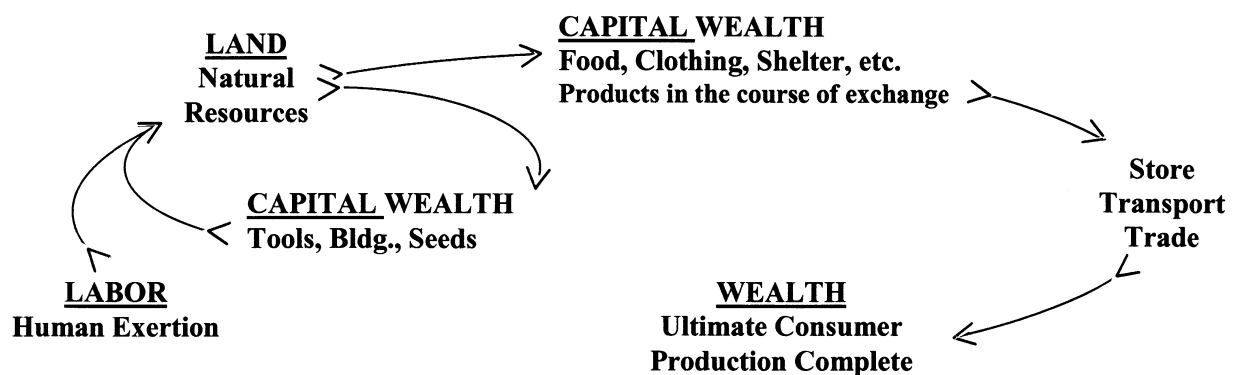 LAND
Natural
Resources
CAPITAL WEALTH
Food, Clothing, Shelter, etc.
Products in the course of exchange
Store
Transport
Trade
CAPITAL WEALTH
Tools, Bldg., Seeds
LABOR
Human Exertion
WEALTH
Ultimate Consumer
Production Complete